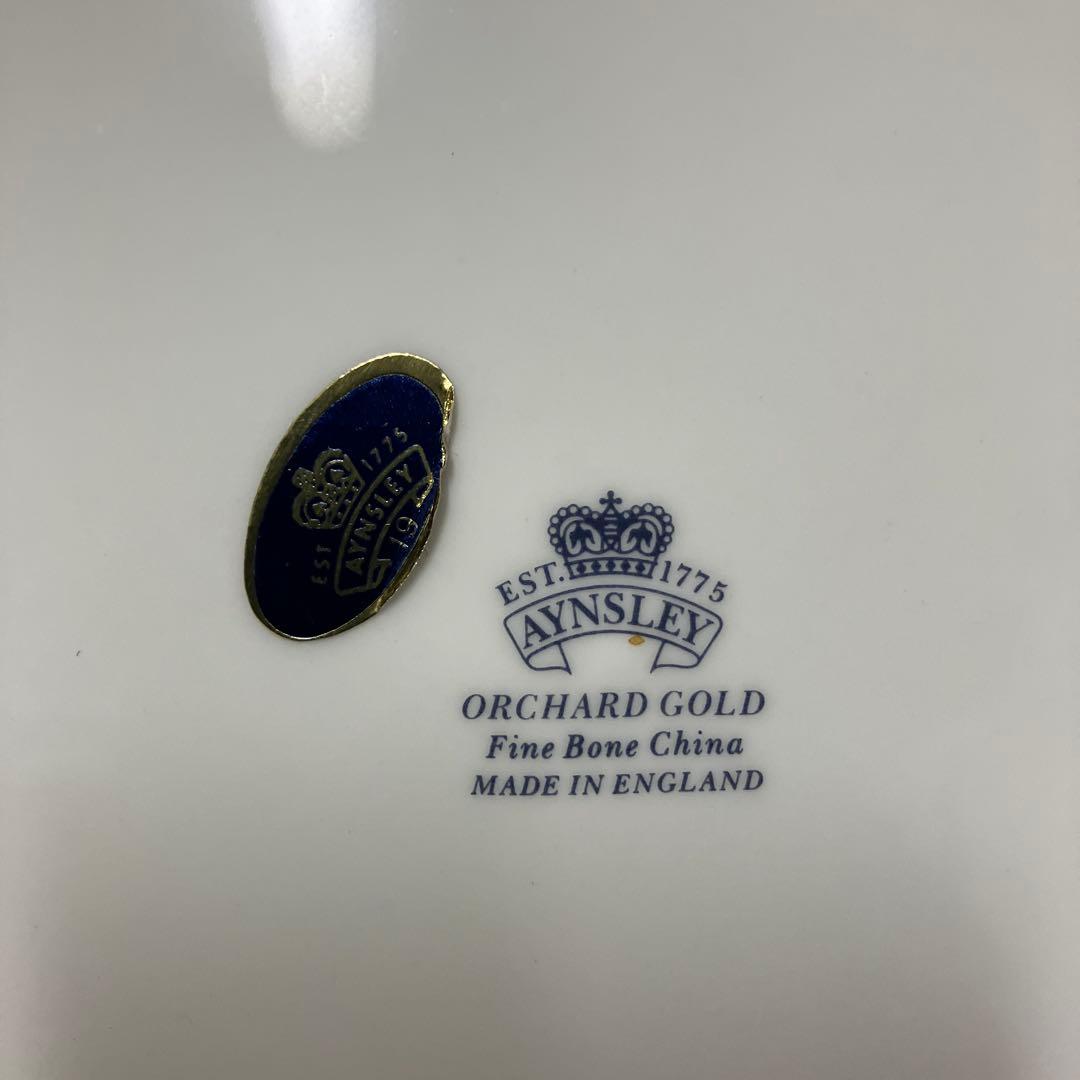 EST 1775
AYNSLEY
19
EST. 1775
AYNSLEY
ORCHARD GOLD
Fine Bone China
MADE IN ENGLAND